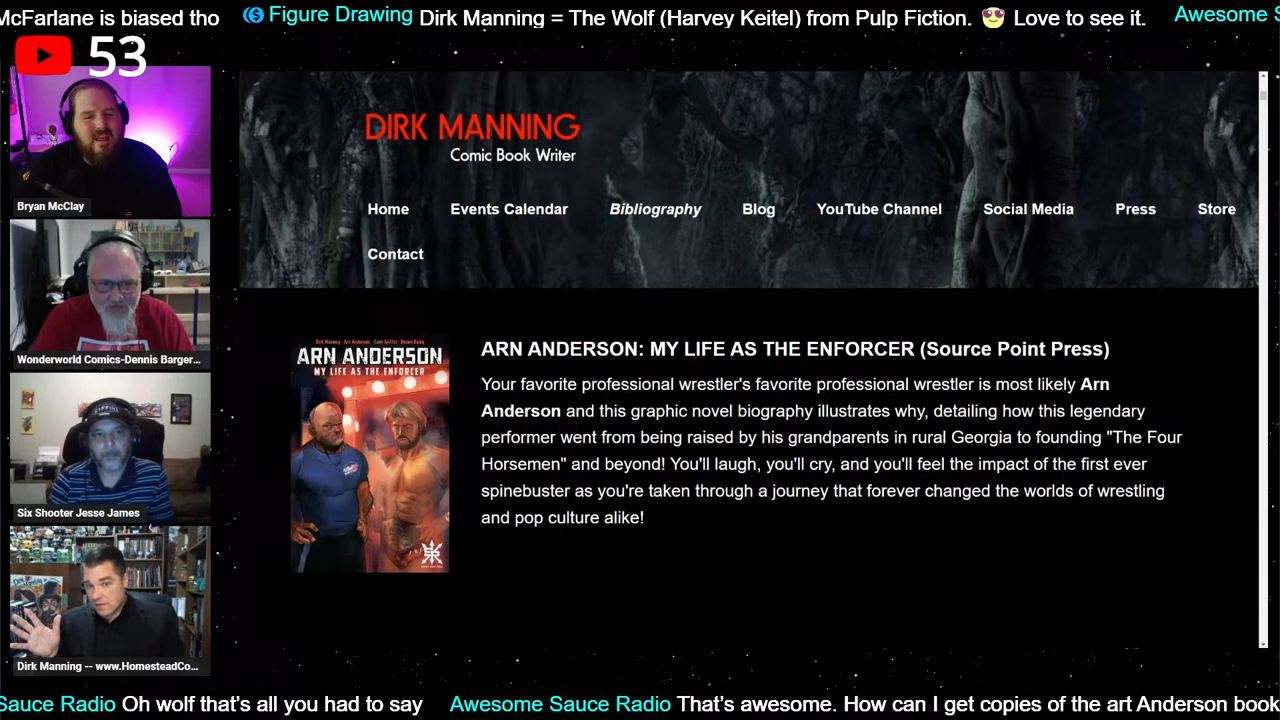 McFarlane is biased tho
Figure Drawing Dirk Manning = The Wolf (Harvey Keitel) from Pulp Fiction. 😍 Love to see it.
Awesome S
53
Bryan McClay
Wonderworld Comics-Dennis Barger...
Six Shooter Jesse James
Dirk Manning -- www.HomesteadCo...
DIRK MANNING
Comic Book Writer
Home Events Calendar Bibliography Blog YouTube Channel Social Media Press Store
Contact
Dirk Manning · Arn Anderson ·
ARN ANDERSON
MY LIFE AS THE ENFORCER
ARN ANDERSON: MY LIFE AS THE ENFORCER (Source Point Press)
Your favorite professional wrestler's favorite professional wrestler is most likely Arn
Anderson and this graphic novel biography illustrates why, detailing how this legendary
performer went from being raised by his grandparents in rural Georgia to founding "The Four
Horsemen" and beyond! You'll laugh, you'll cry, and you'll feel the impact of the first ever
spinebuster as you're taken through a journey that forever changed the worlds of wrestling
and pop culture alike!
Sauce Radio Oh wolf that's all you had to say
Awesome Sauce Radio That's awesome. How can I get copies of the art Anderson book